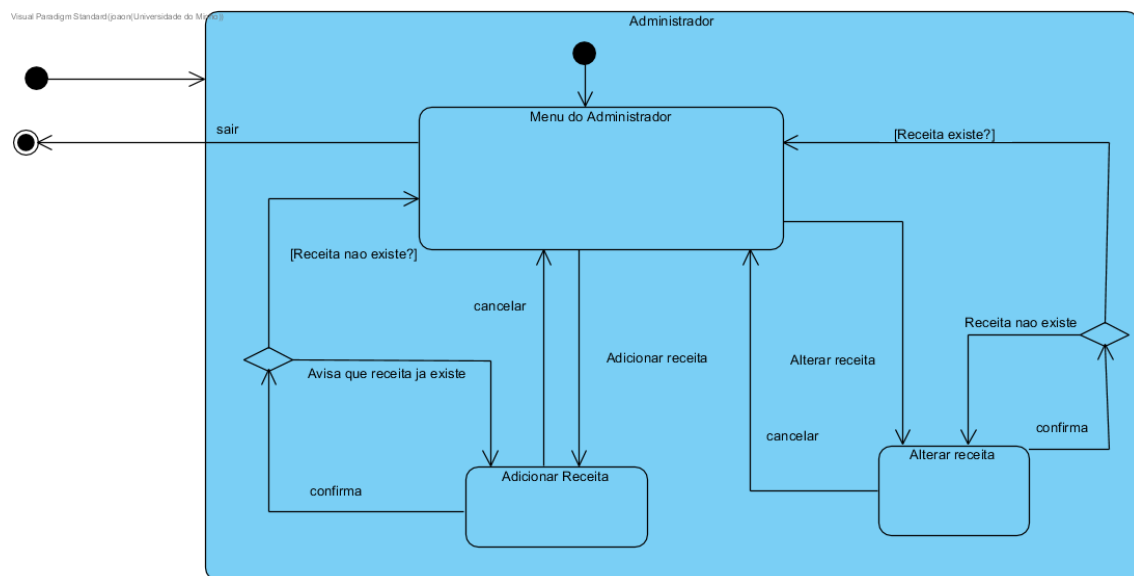 Visual Paradigm Standard(joaon(Universidade do Minho))
Administrador
Menu do Administrador
sair
[Receita existe?]
[Receita nao existe?]
cancelar
Receita nao existe
Adicionar receita
Alterar receita
Avisa que receita ja existe
cancelar
confirma
Alterar receita
Adicionar Receita
confirma